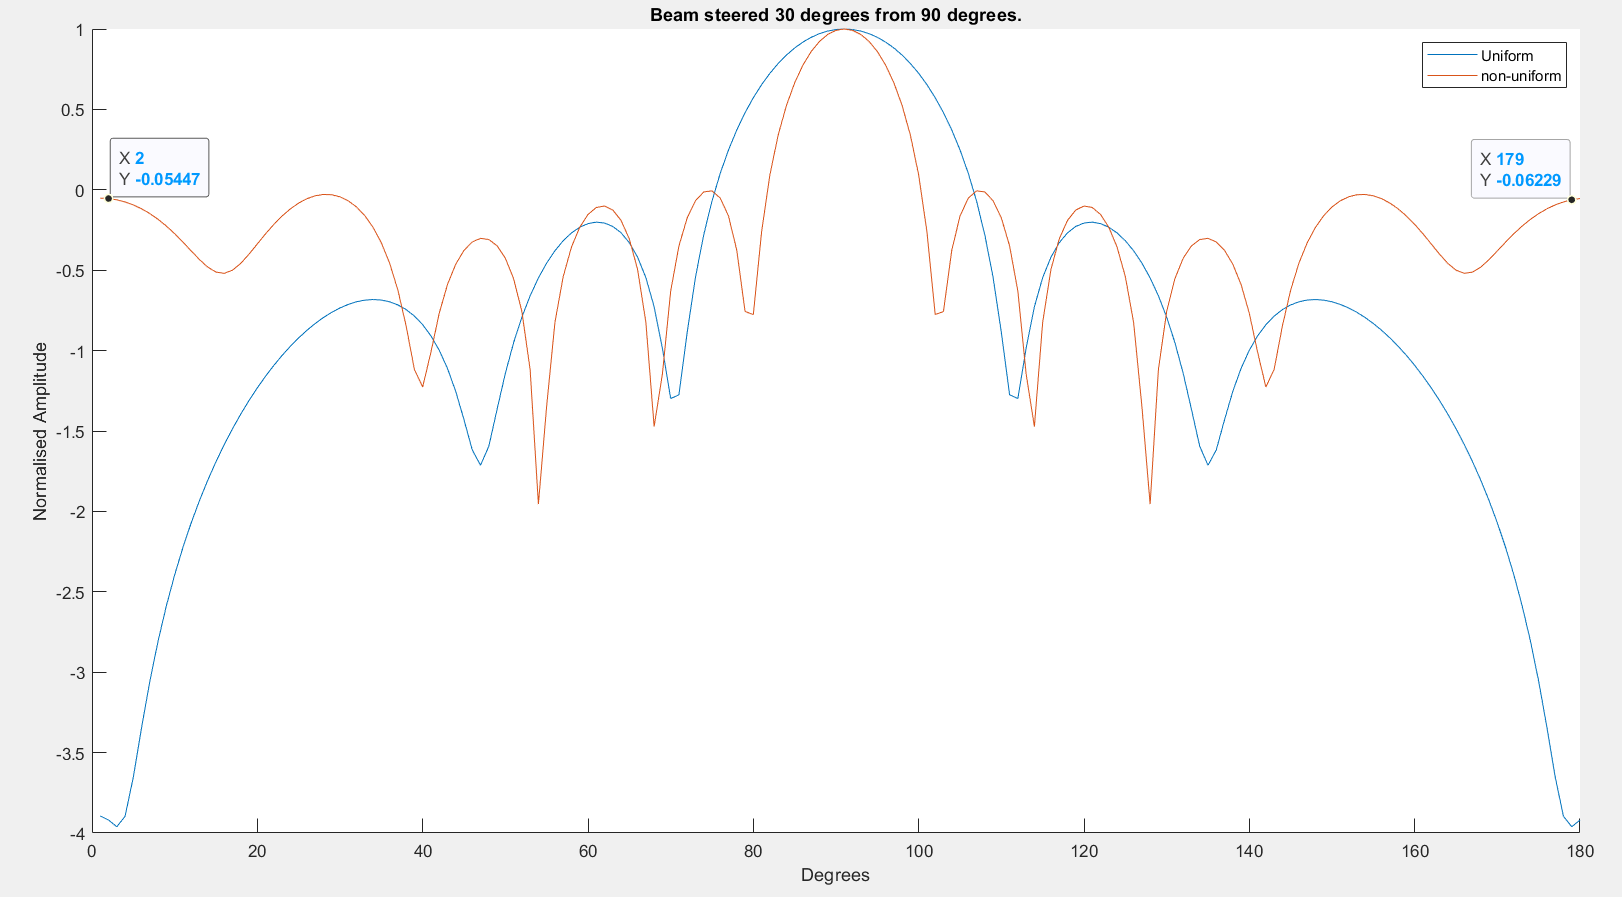 Beam steered 30 degrees from 90 degrees.
Uniform
non-uniform
X 2
Y -0.05447
X 179
Y -0.06229
1
0.5
0
-0.5
-1
-1.5
-2
-2.5
-3
-3.5
-4
Normalised Amplitude
0 20 40 60 80 100 120 140 160 180
Degrees